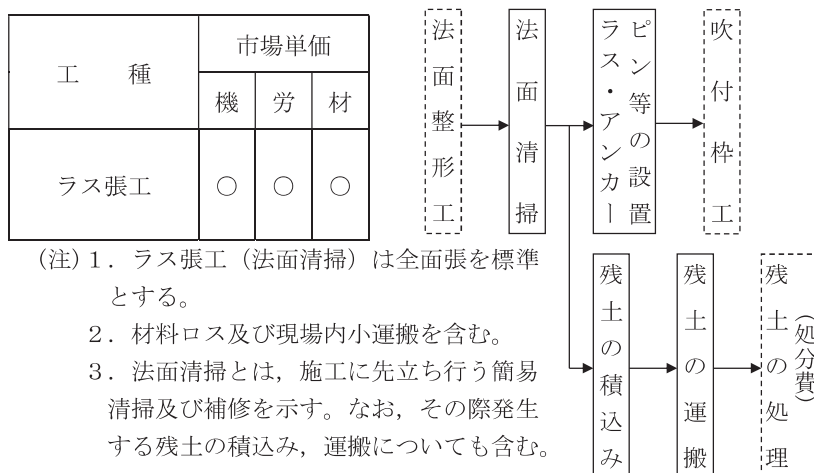 工　種
市場単価
機
労
材
ラス張工
○
○
○
(注) 1．ラス張工（法面清掃）は全面張を標準
とする。
2．材料ロス及び現場内小運搬を含む。
3．法面清掃とは，施工に先立ち行う簡易
清掃及び補修を示す。なお，その際発生
する残土の積込み，運搬についても含む。
法面整形工
法面清掃
ラス・アンカー
ピン等の設置
吹付枠工
残土の積込み
残土の運搬
残土の処理
(処分費)